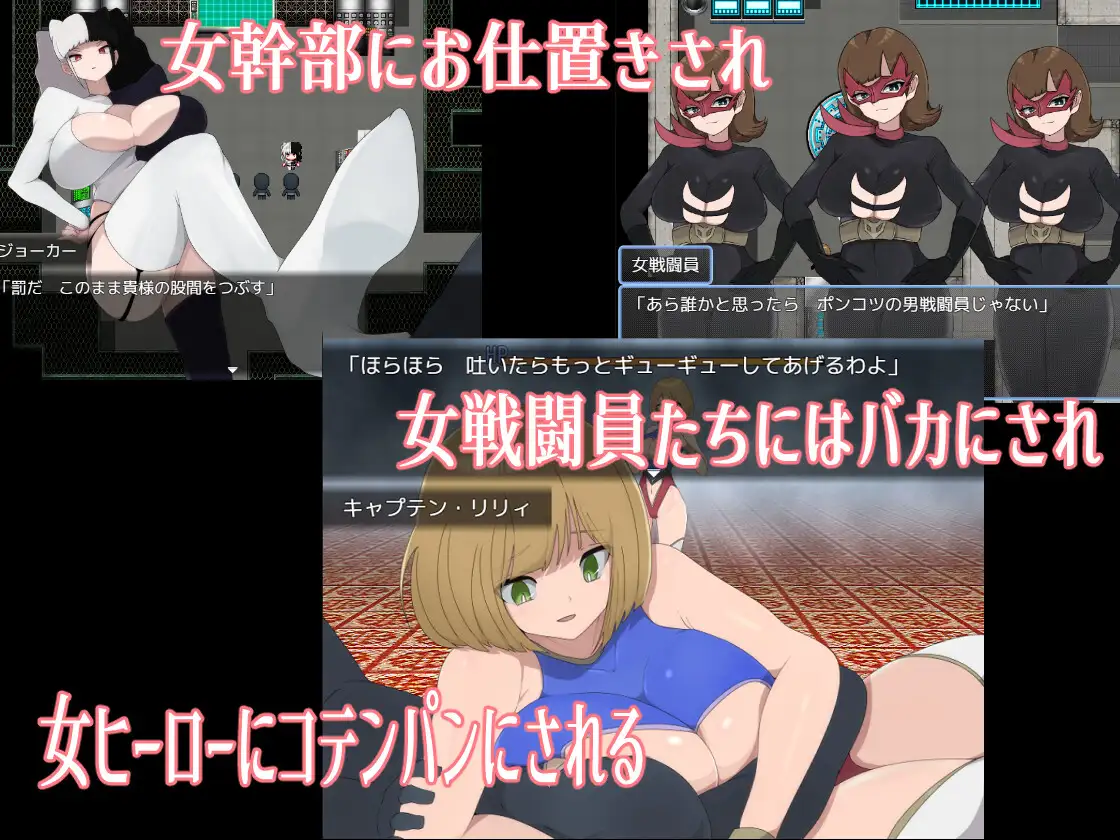 女幹部にお仕置きされ
ジョーカー
「罰だ　このまま貴様の股間をつぶす」
女戦闘員
「あら誰かと思ったら　ポンコツの男戦闘員じゃない」
HP
「ほらほら　吐いたらもっとギューギューしてあげるわよ」
女戦闘員たちにはバカにされ
キャプテン・リリィ
女ヒーローにコテンパンにされる